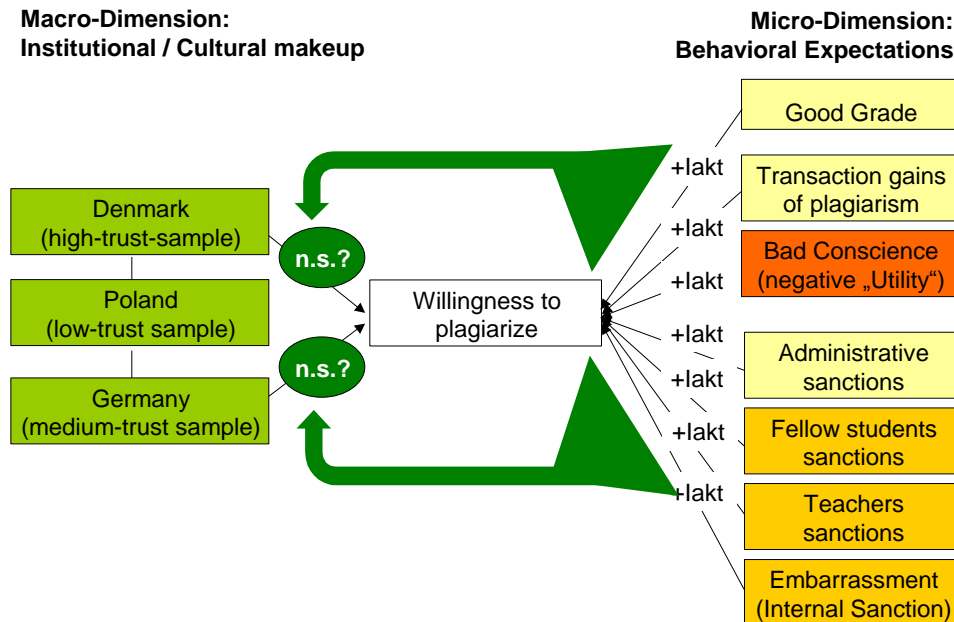 Macro-Dimension:
Institutional / Cultural makeup
Micro-Dimension:
Behavioral Expectations
Denmark
(high-trust-sample)
Poland
(low-trust sample)
Germany
(medium-trust sample)
n.s.?
n.s.?
Willingness to
plagiarize
+Iakt
+Iakt
+Iakt
+Iakt
+Iakt
+Iakt
+Iakt
Good Grade
Transaction gains
of plagiarism
Bad Conscience
(negative „Utility“)
Administrative
sanctions
Fellow students
sanctions
Teachers
sanctions
Embarrassment
(Internal Sanction)